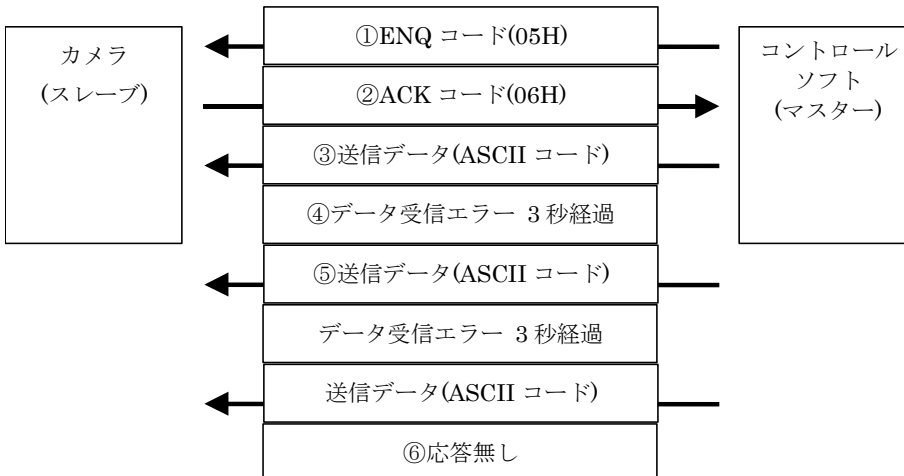 カメラ
(スレーブ)
①ENQ コード(05H)
②ACK コード(06H)
③送信データ(ASCII コード)
④データ受信エラー 3 秒経過
⑤送信データ(ASCII コード)
データ受信エラー 3 秒経過
送信データ(ASCII コード)
⑥応答無し
コントロール
ソフト
(マスター)